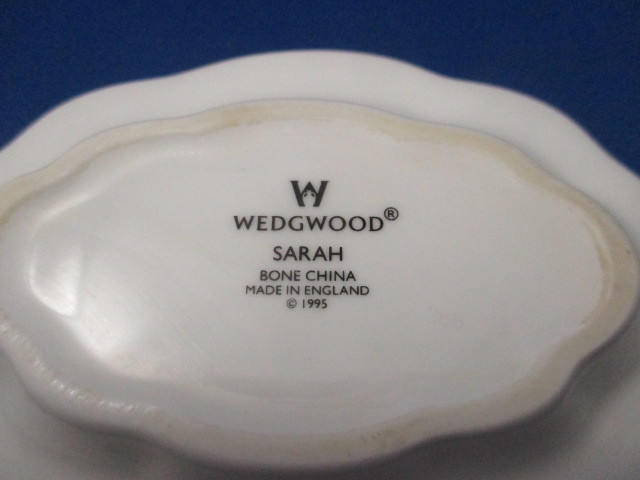 W
WEDGWOOD®
SARAH
BONE CHINA
MADE IN ENGLAND
© 1995